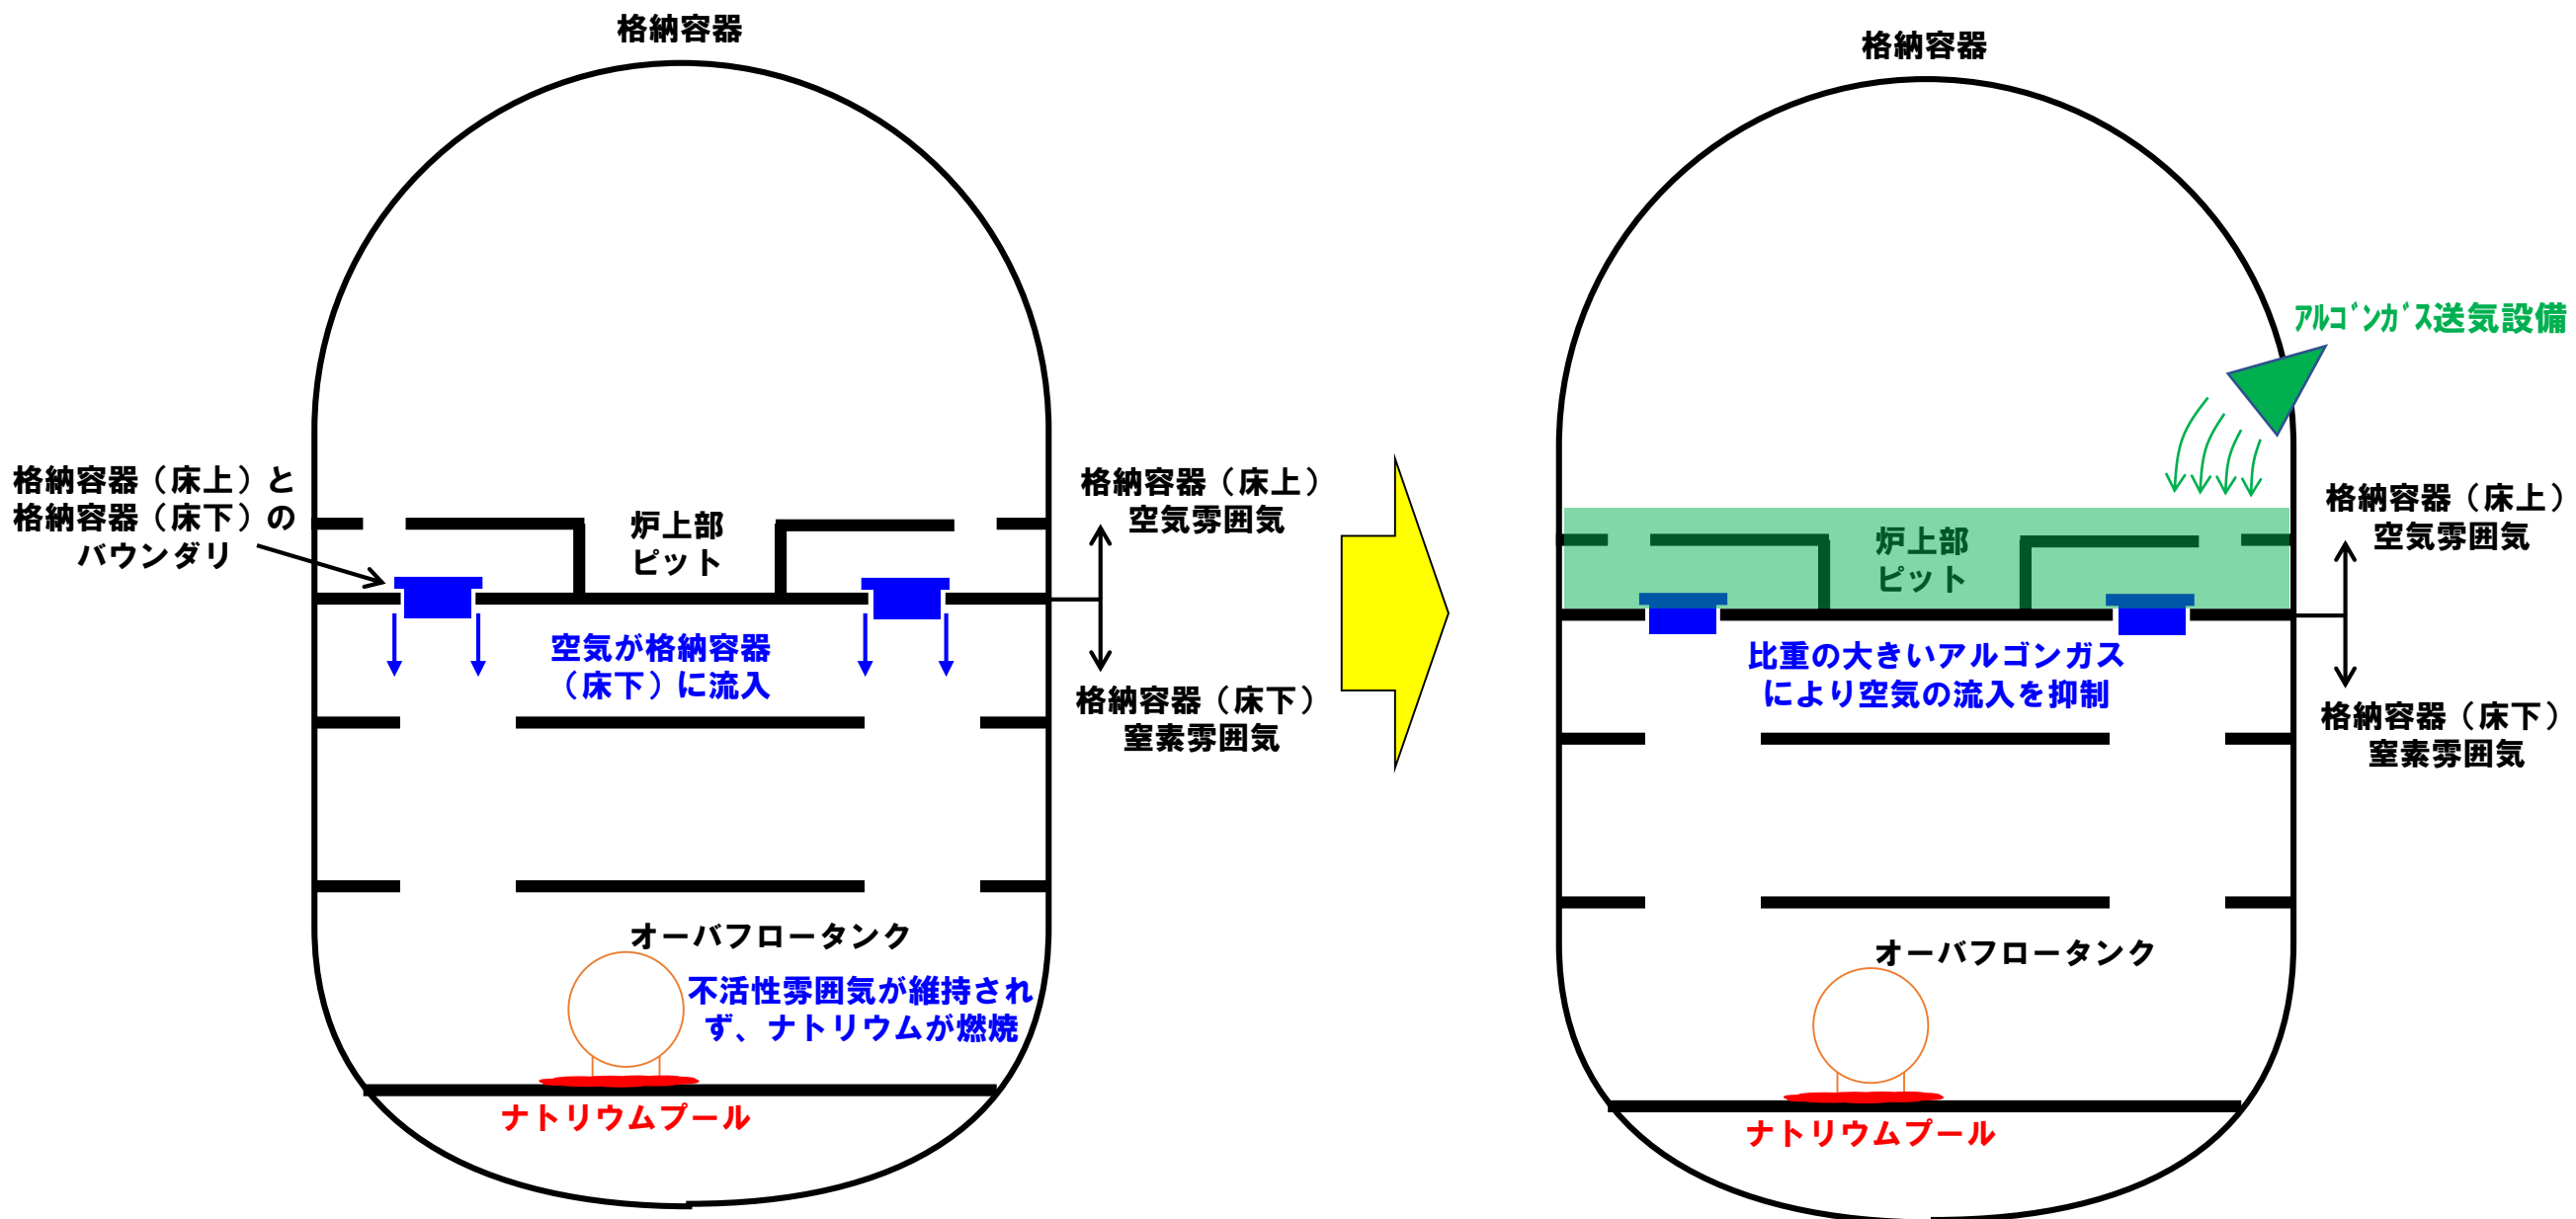 格納容器
格納容器（床上）と
格納容器（床下）の
バウンダリ
炉上部
ピット
格納容器（床上）
空気雰囲気
空気が格納容器
（床下）に流入
格納容器（床下）
窒素雰囲気
オーバフロータンク
不活性雰囲気が維持され
ず、ナトリウムが燃焼
ナトリウムプール
格納容器
ｱﾙｺﾞﾝｶﾞｽ送気設備
炉上部
ピット
格納容器（床上）
空気雰囲気
比重の大きいアルゴンガス
により空気の流入を抑制
格納容器（床下）
窒素雰囲気
オーバフロータンク
ナトリウムプール